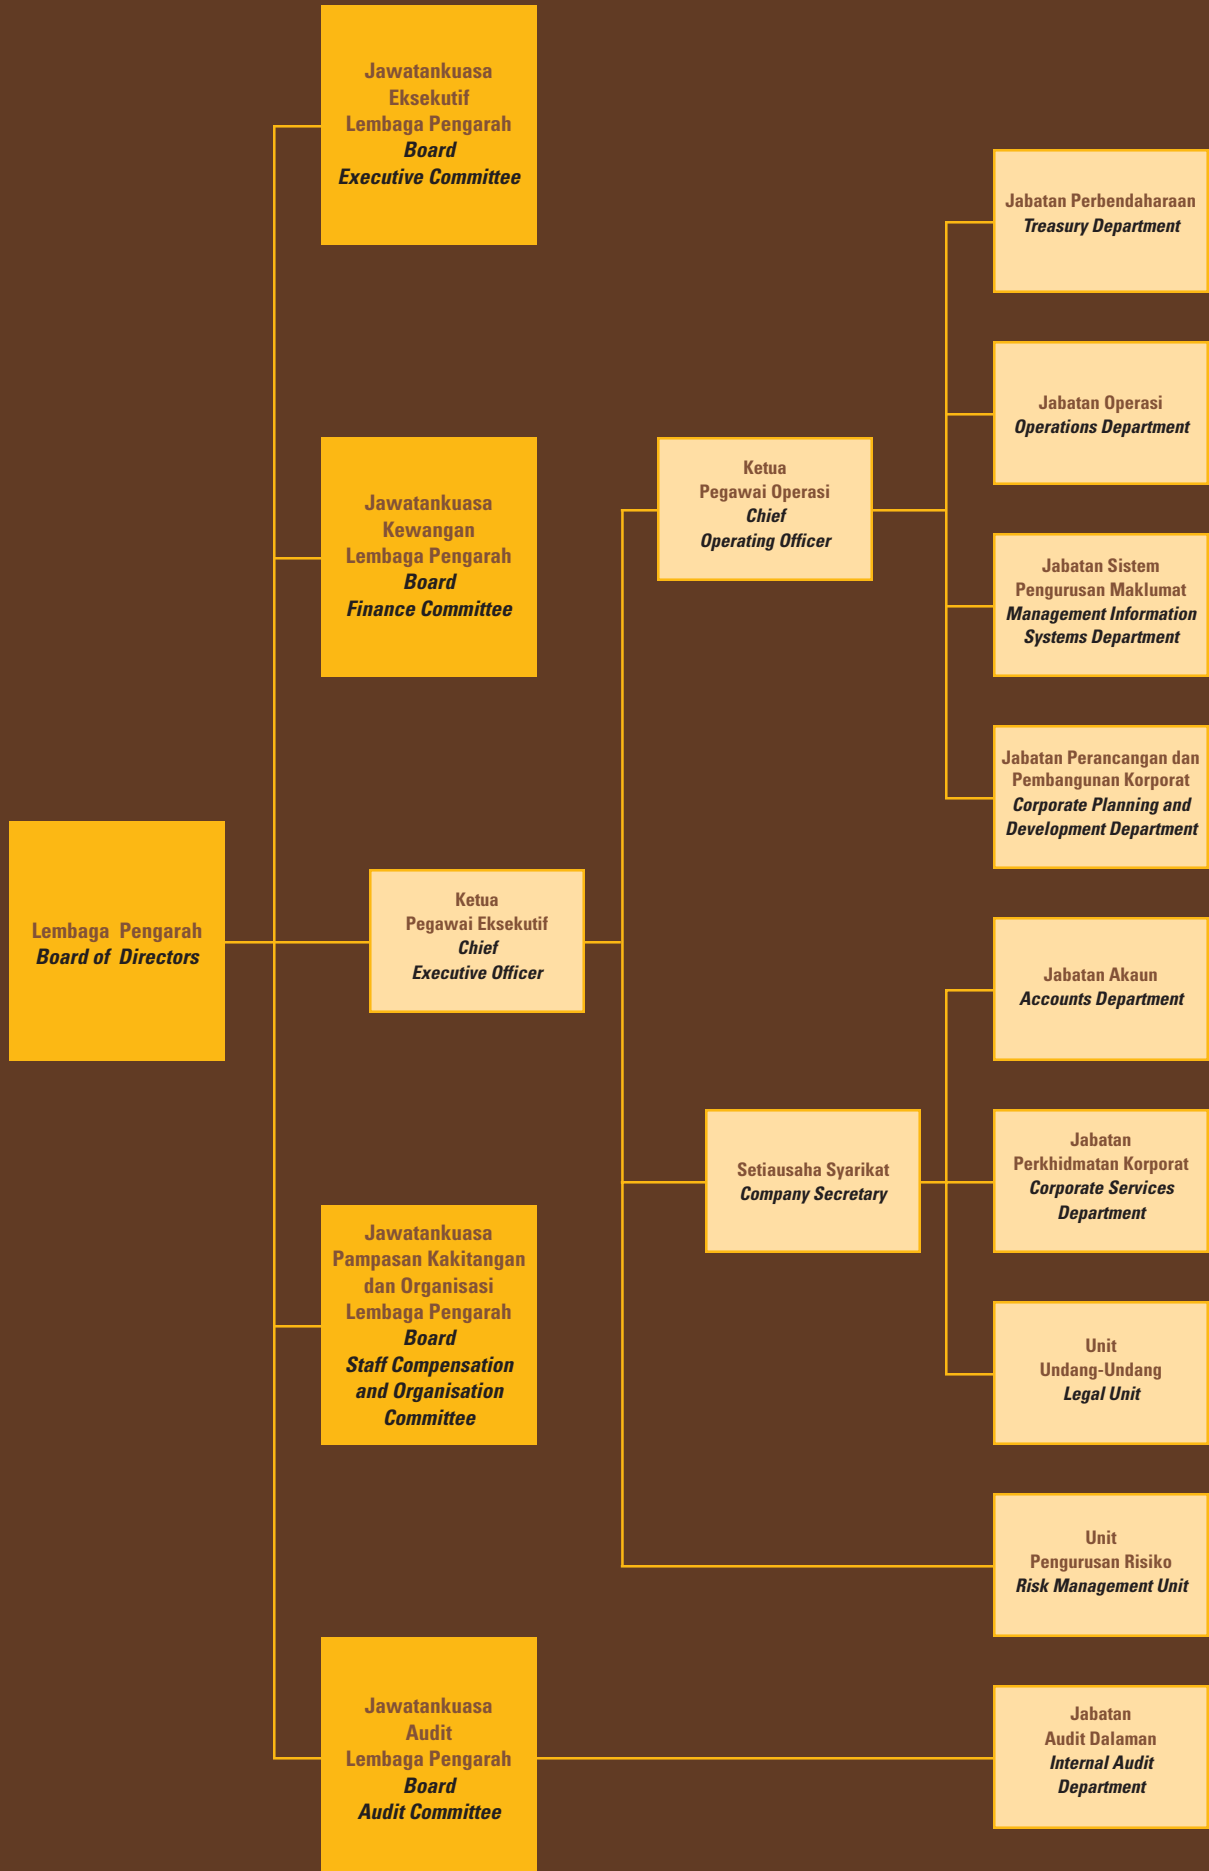 Jawatankuasa
Eksekutif
Lembaga Pengarah
Board
Executive Committee
Jawatankuasa
Kewangan
Lembaga Pengarah
Board
Finance Committee
Lembaga Pengarah
Board of Directors
Ketua
Pegawai Eksekutif
Chief
Executive Officer
Jawatankuasa
Pampasan Kakitangan
dan Organisasi
Lembaga Pengarah
Board
Staff Compensation
and Organisation
Committee
Jawatankuasa
Audit
Lembaga Pengarah
Board
Audit Committee
Ketua
Pegawai Operasi
Chief
Operating Officer
Setiausaha Syarikat
Company Secretary
Jabatan Perbendaharaan
Treasury Department
Jabatan Operasi
Operations Department
Jabatan Sistem
Pengurusan Maklumat
Management Information
Systems Department
Jabatan Perancangan dan
Pembangunan Korporat
Corporate Planning and
Development Department
Jabatan Akaun
Accounts Department
Jabatan
Perkhidmatan Korporat
Corporate Services
Department
Unit
Undang-Undang
Legal Unit
Unit
Pengurusan Risiko
Risk Management Unit
Jabatan
Audit Dalaman
Internal Audit
Department